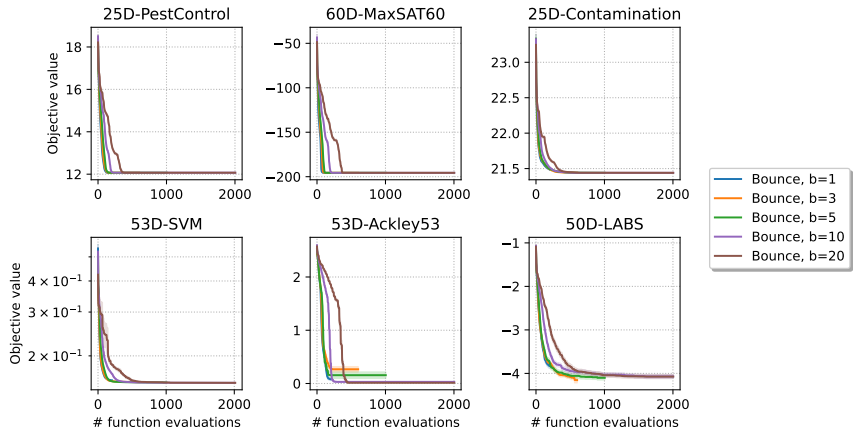 25D-PestControl
60D-MaxSAT60
25D-Contamination
Objective value
18
16
14
12
0
1000
2000
−50
−100
−150
−200
0
1000
2000
23.0
22.5
22.0
21.5
0
1000
2000
53D-SVM
53D-Ackley53
50D-LABS
Objective value
4 × 10⁻¹
3 × 10⁻¹
2 × 10⁻¹
0
1000
2000
# function evaluations
2
1
0
0
1000
2000
# function evaluations
−1
−2
−3
−4
0
1000
2000
# function evaluations
Bounce, b=1
Bounce, b=3
Bounce, b=5
Bounce, b=10
Bounce, b=20